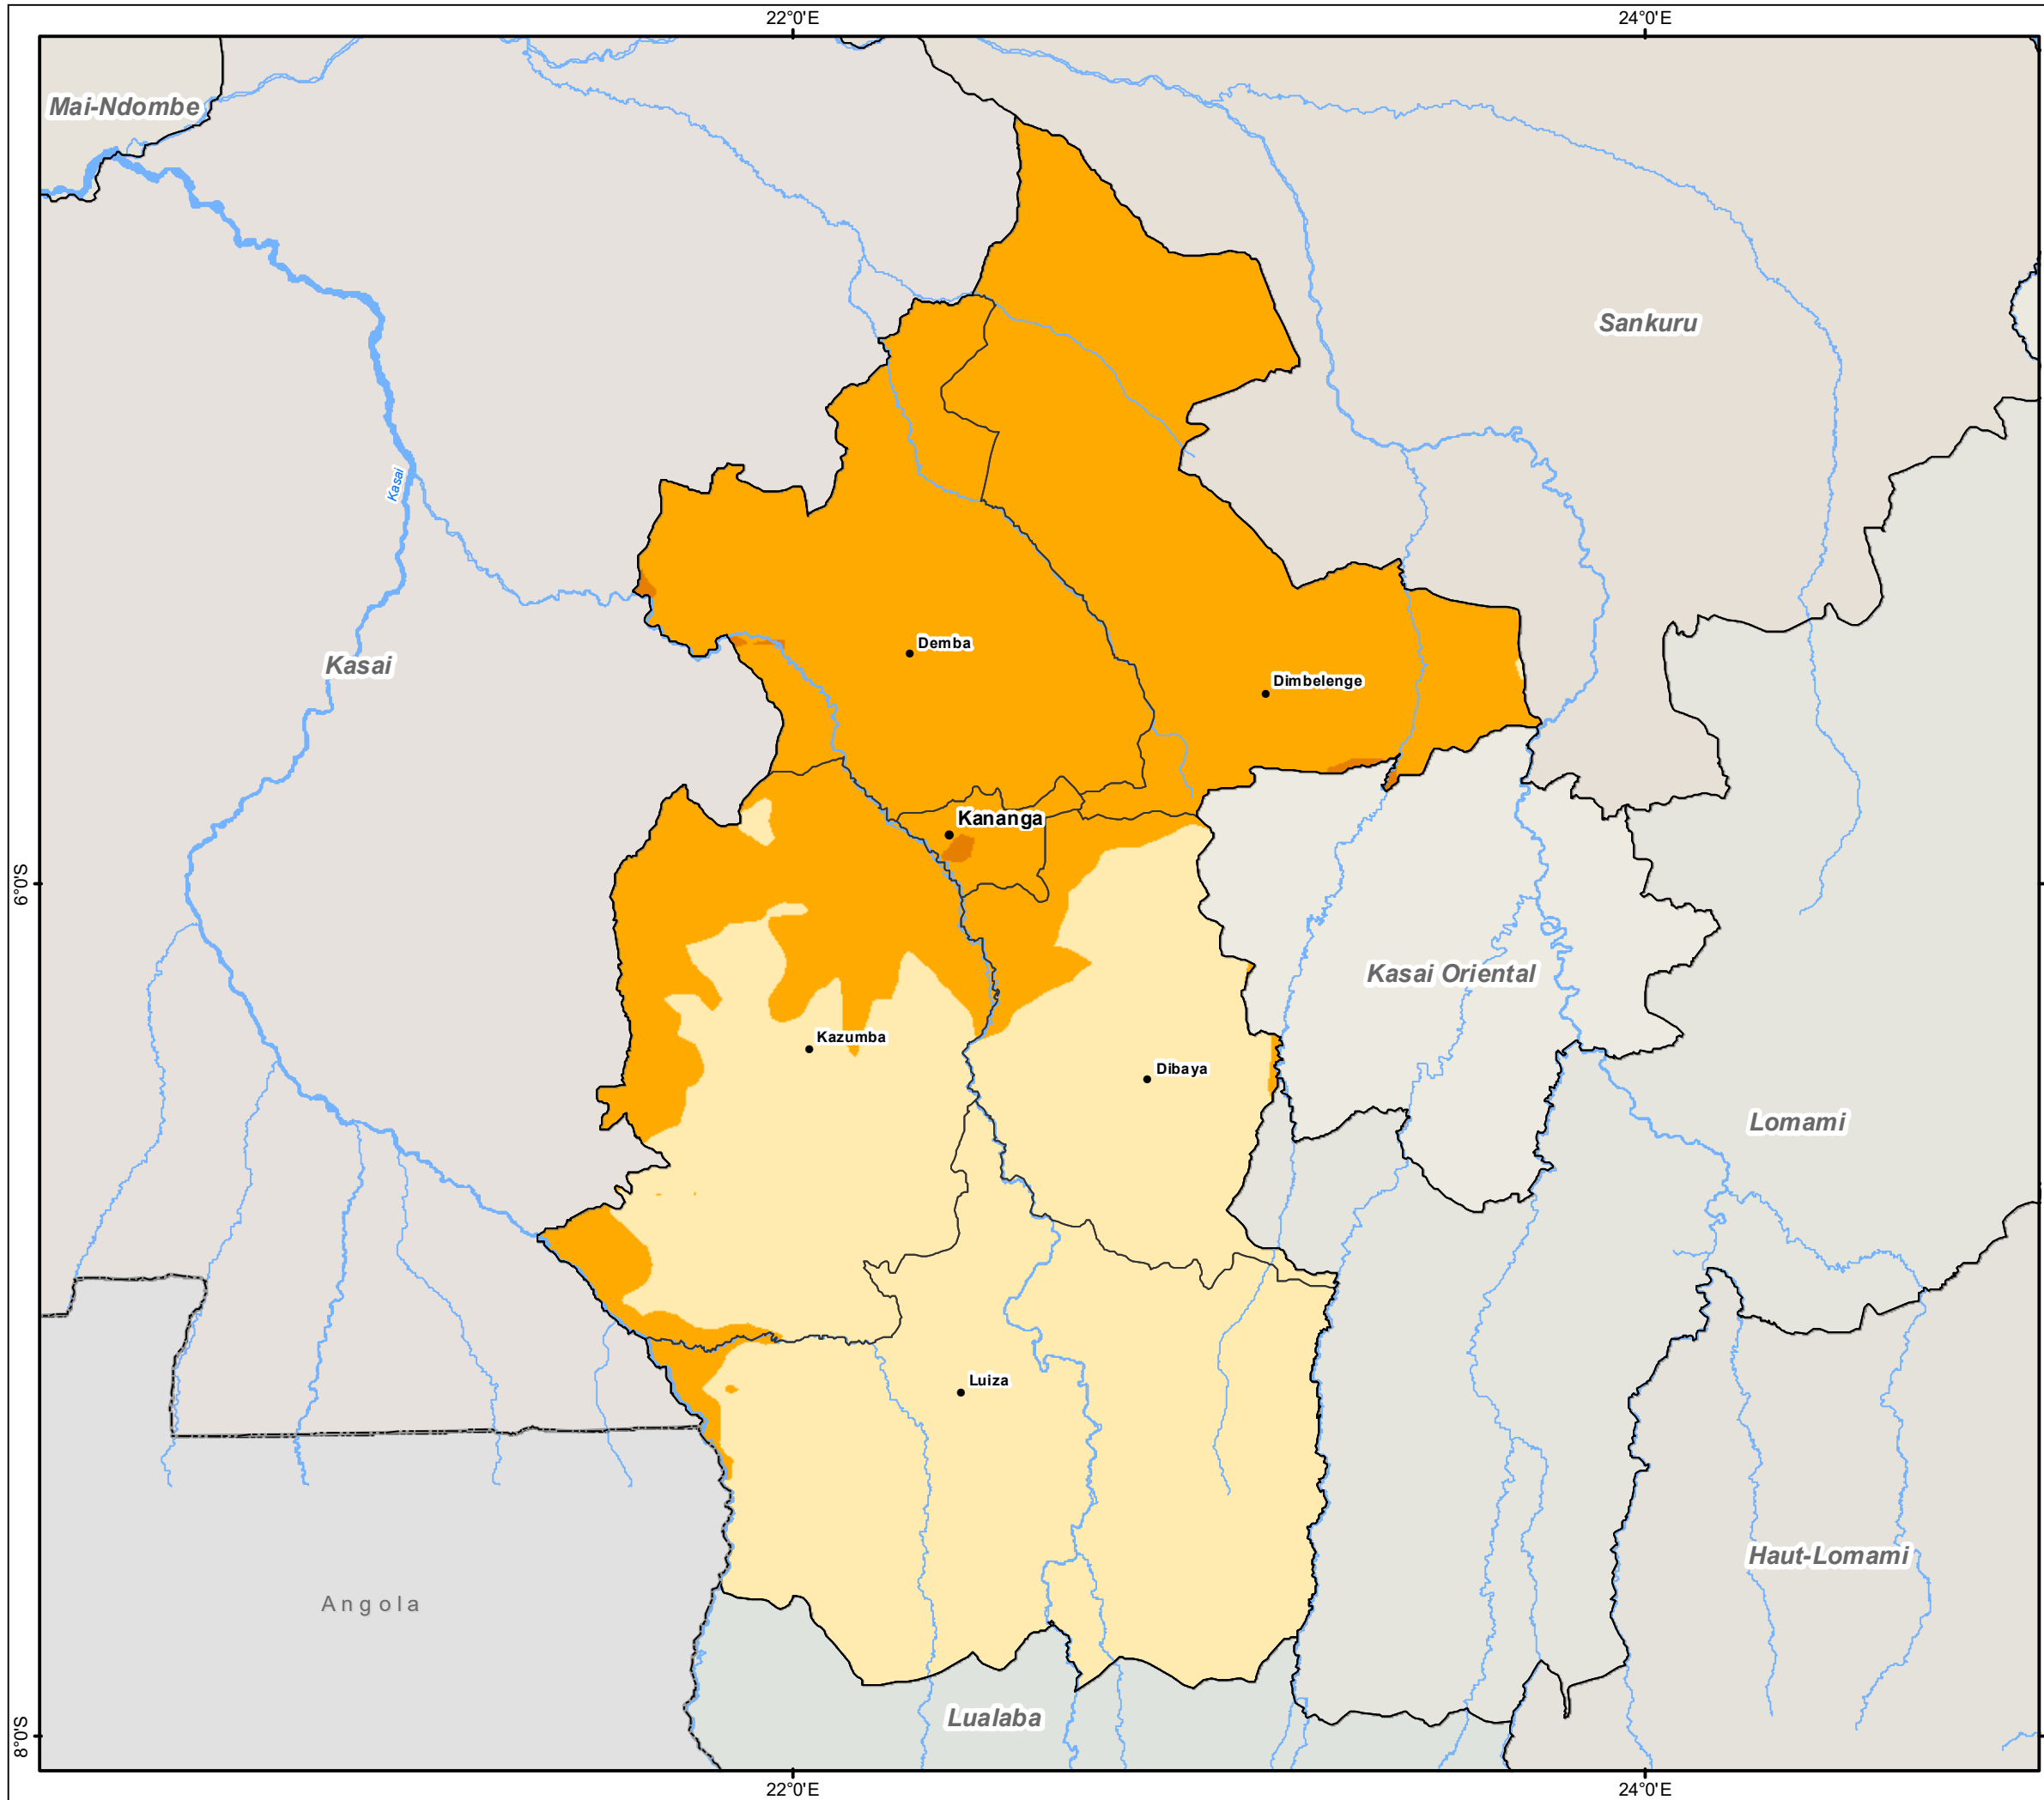 22°0'E
24°0'E
Mai-Ndombe
Sankuru
Kasai
Demba
Kasai
Dimbelenge
Kananga
6°0'S
Kasai Oriental
Kazumba
Dibaya
Lomami
Luiza
Haut-Lomami
Angola
Lualaba
8°0'S
22°0'E
24°0'E